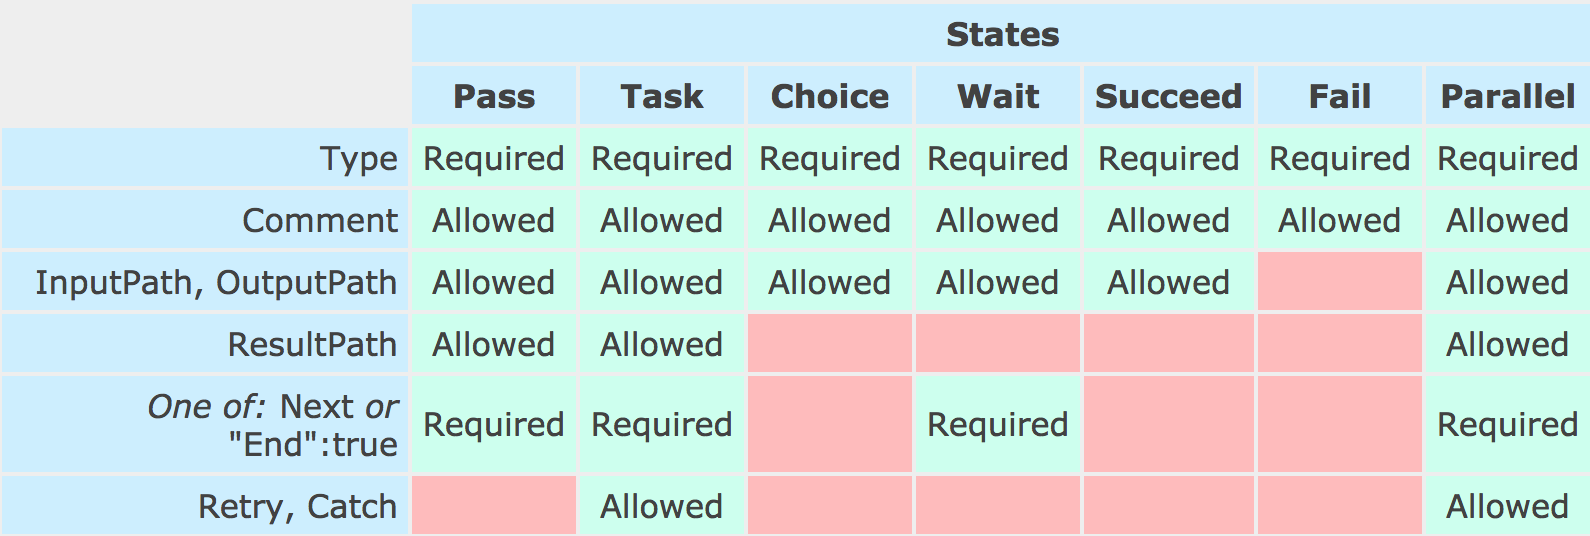 States
Pass Task Choice Wait Succeed Fail Parallel
Type Required Required Required Required Required Required Required
Comment Allowed Allowed Allowed Allowed Allowed Allowed Allowed
InputPath, OutputPath Allowed Allowed Allowed Allowed Allowed Allowed
ResultPath Allowed Allowed Allowed
One of: Next or
"End":true Required Required Required Required
Retry, Catch Allowed Allowed